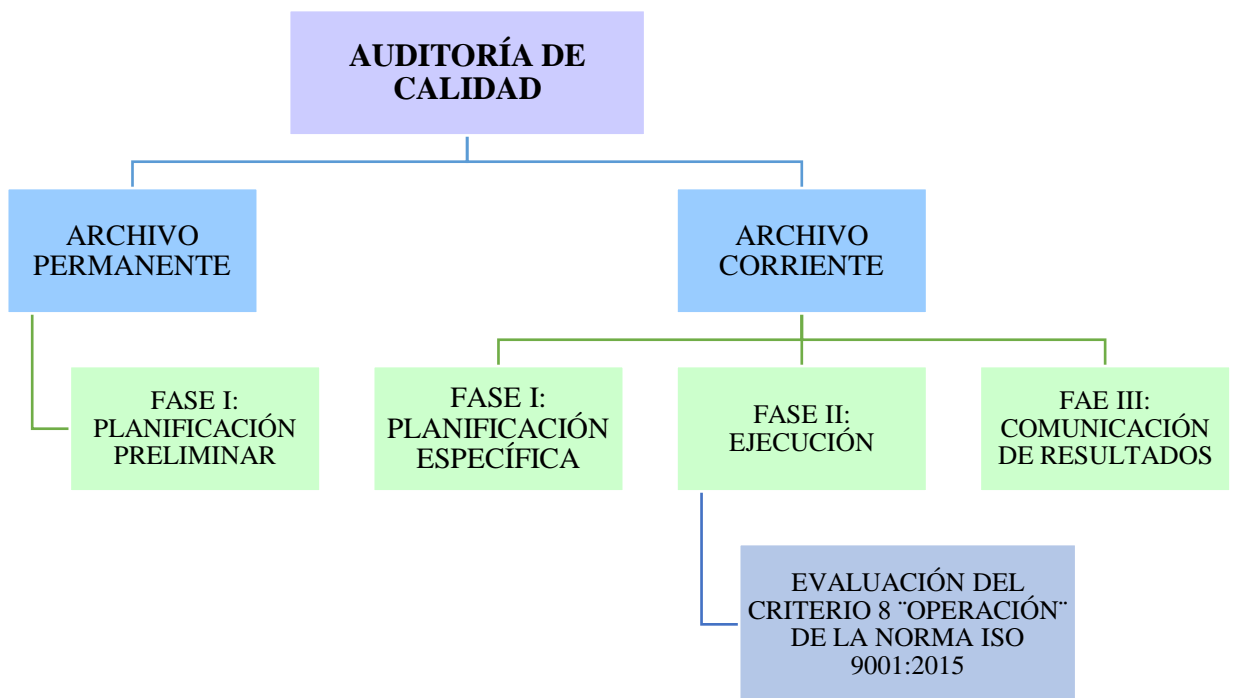 AUDITORÍA DE
CALIDAD
ARCHIVO
PERMANENTE
ARCHIVO
CORRIENTE
FASE I:
PLANIFICACIÓN
PRELIMINAR
FASE I:
PLANIFICACIÓN
ESPECÍFICA
FASE II:
EJECUCIÓN
FAE III:
COMUNICACIÓN
DE RESULTADOS
EVALUACIÓN DEL
CRITERIO 8 ¨OPERACIÓN¨
DE LA NORMA ISO
9001:2015